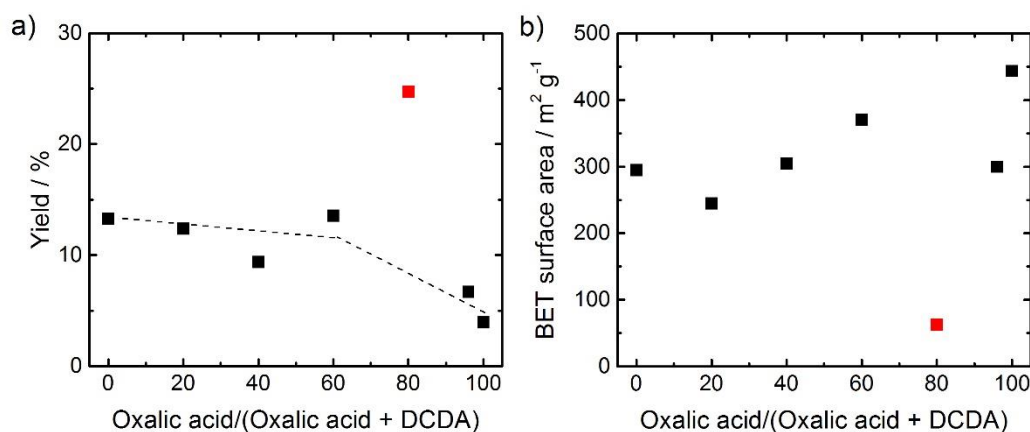 a)
30
20
10
0
Yield / %
0 20 40 60 80 100
Oxalic acid/(Oxalic acid + DCDA)
b)
500
400
300
200
100
0
BET surface area / m² g⁻¹
0 20 40 60 80 100
Oxalic acid/(Oxalic acid + DCDA)